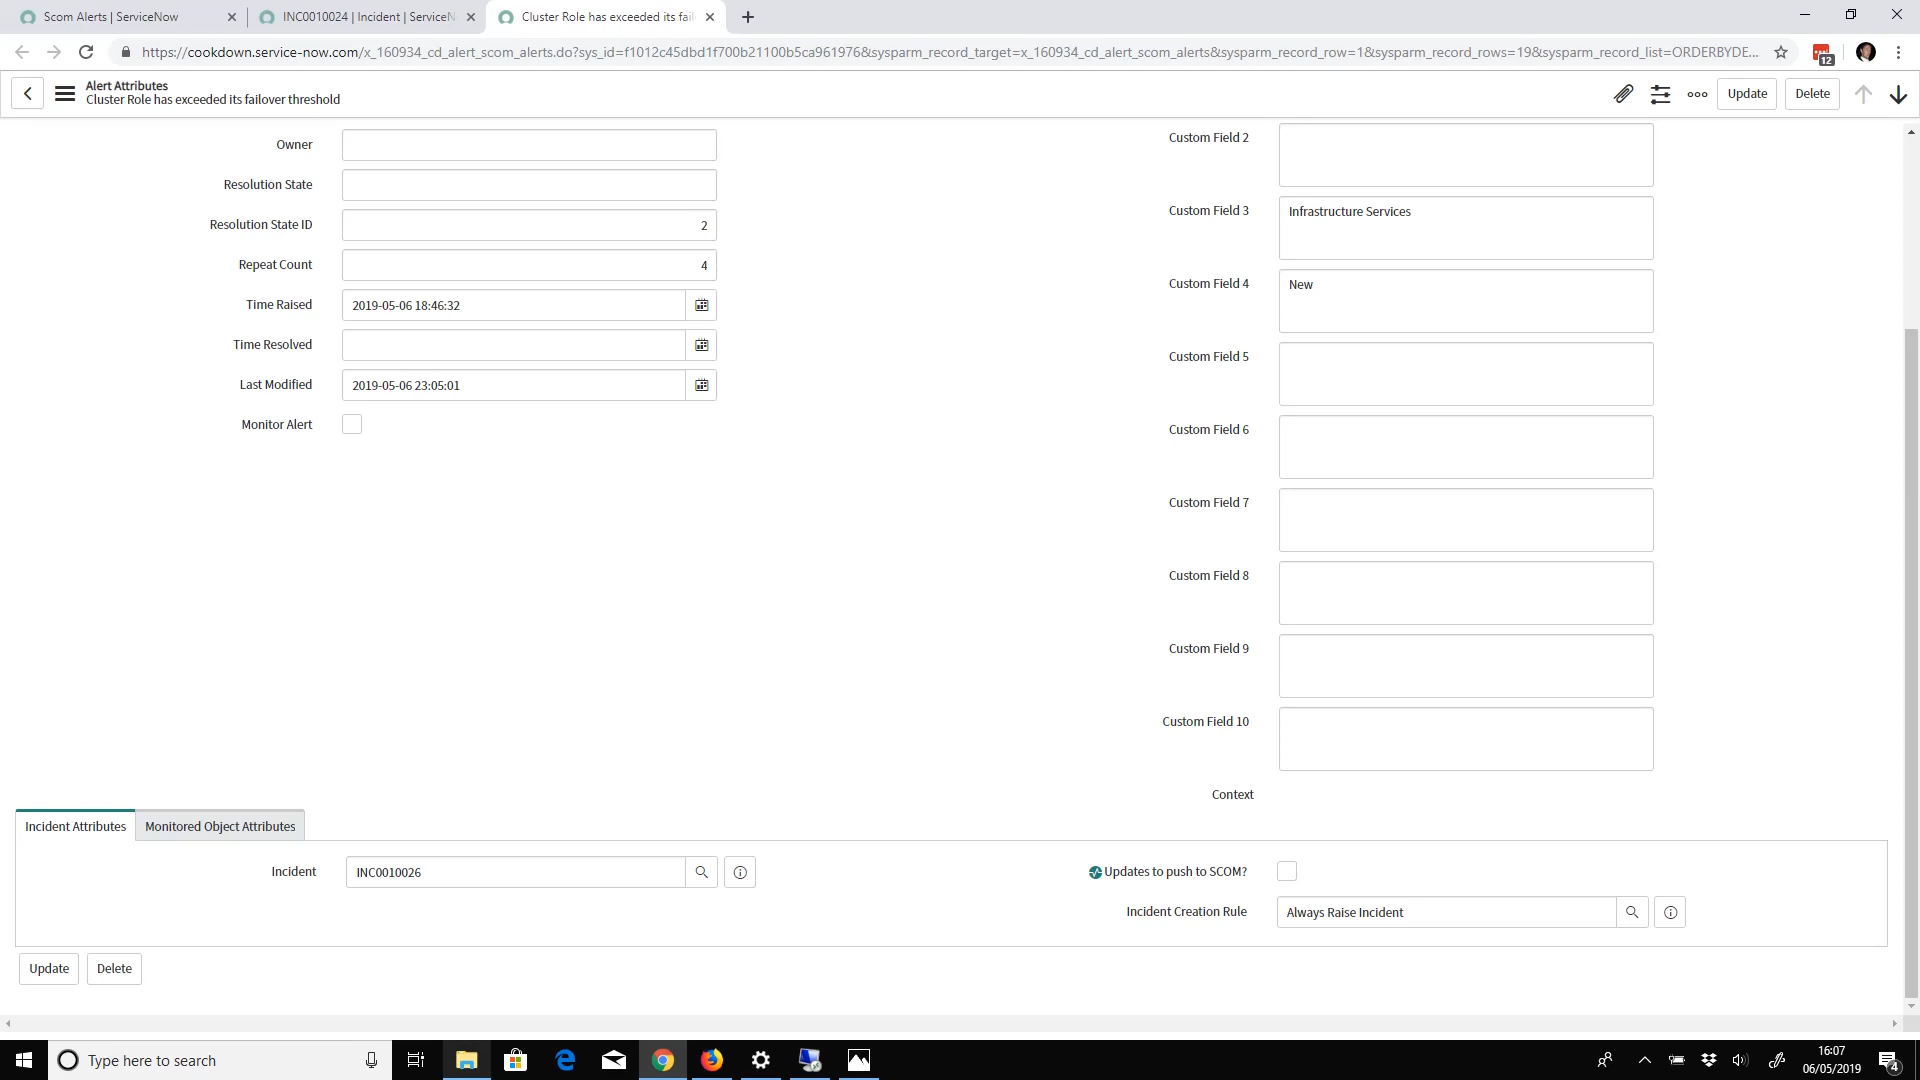 Scom Alerts | ServiceNow
INC0010024 | Incident | ServiceN
Cluster Role has exceeded its fail
https://cookdown.service-now.com/x_160934_cd_alert_scom_alerts.do?sys_id=f1012c45dbd1f700b21100b5ca961976&sysparm_record_target=x_160934_cd_alert_scom_alerts&sysparm_record_row=1&sysparm_record_rows=19&sysparm_record_list=ORDERBYDE...
12
Alert Attributes
Cluster Role has exceeded its failover threshold
Update
Delete
Owner
Resolution State
Resolution State ID 2
Repeat Count 4
Time Raised 2019-05-06 18:46:32
Time Resolved
Last Modified 2019-05-06 23:05:01
Monitor Alert
Custom Field 2
Custom Field 3 Infrastructure Services
Custom Field 4 New
Custom Field 5
Custom Field 6
Custom Field 7
Custom Field 8
Custom Field 9
Custom Field 10
Context
Incident Attributes
Monitored Object Attributes
Incident INC0010026
Updates to push to SCOM?
Incident Creation Rule Always Raise Incident
Update
Delete
Type here to search
16:07
06/05/2019
4